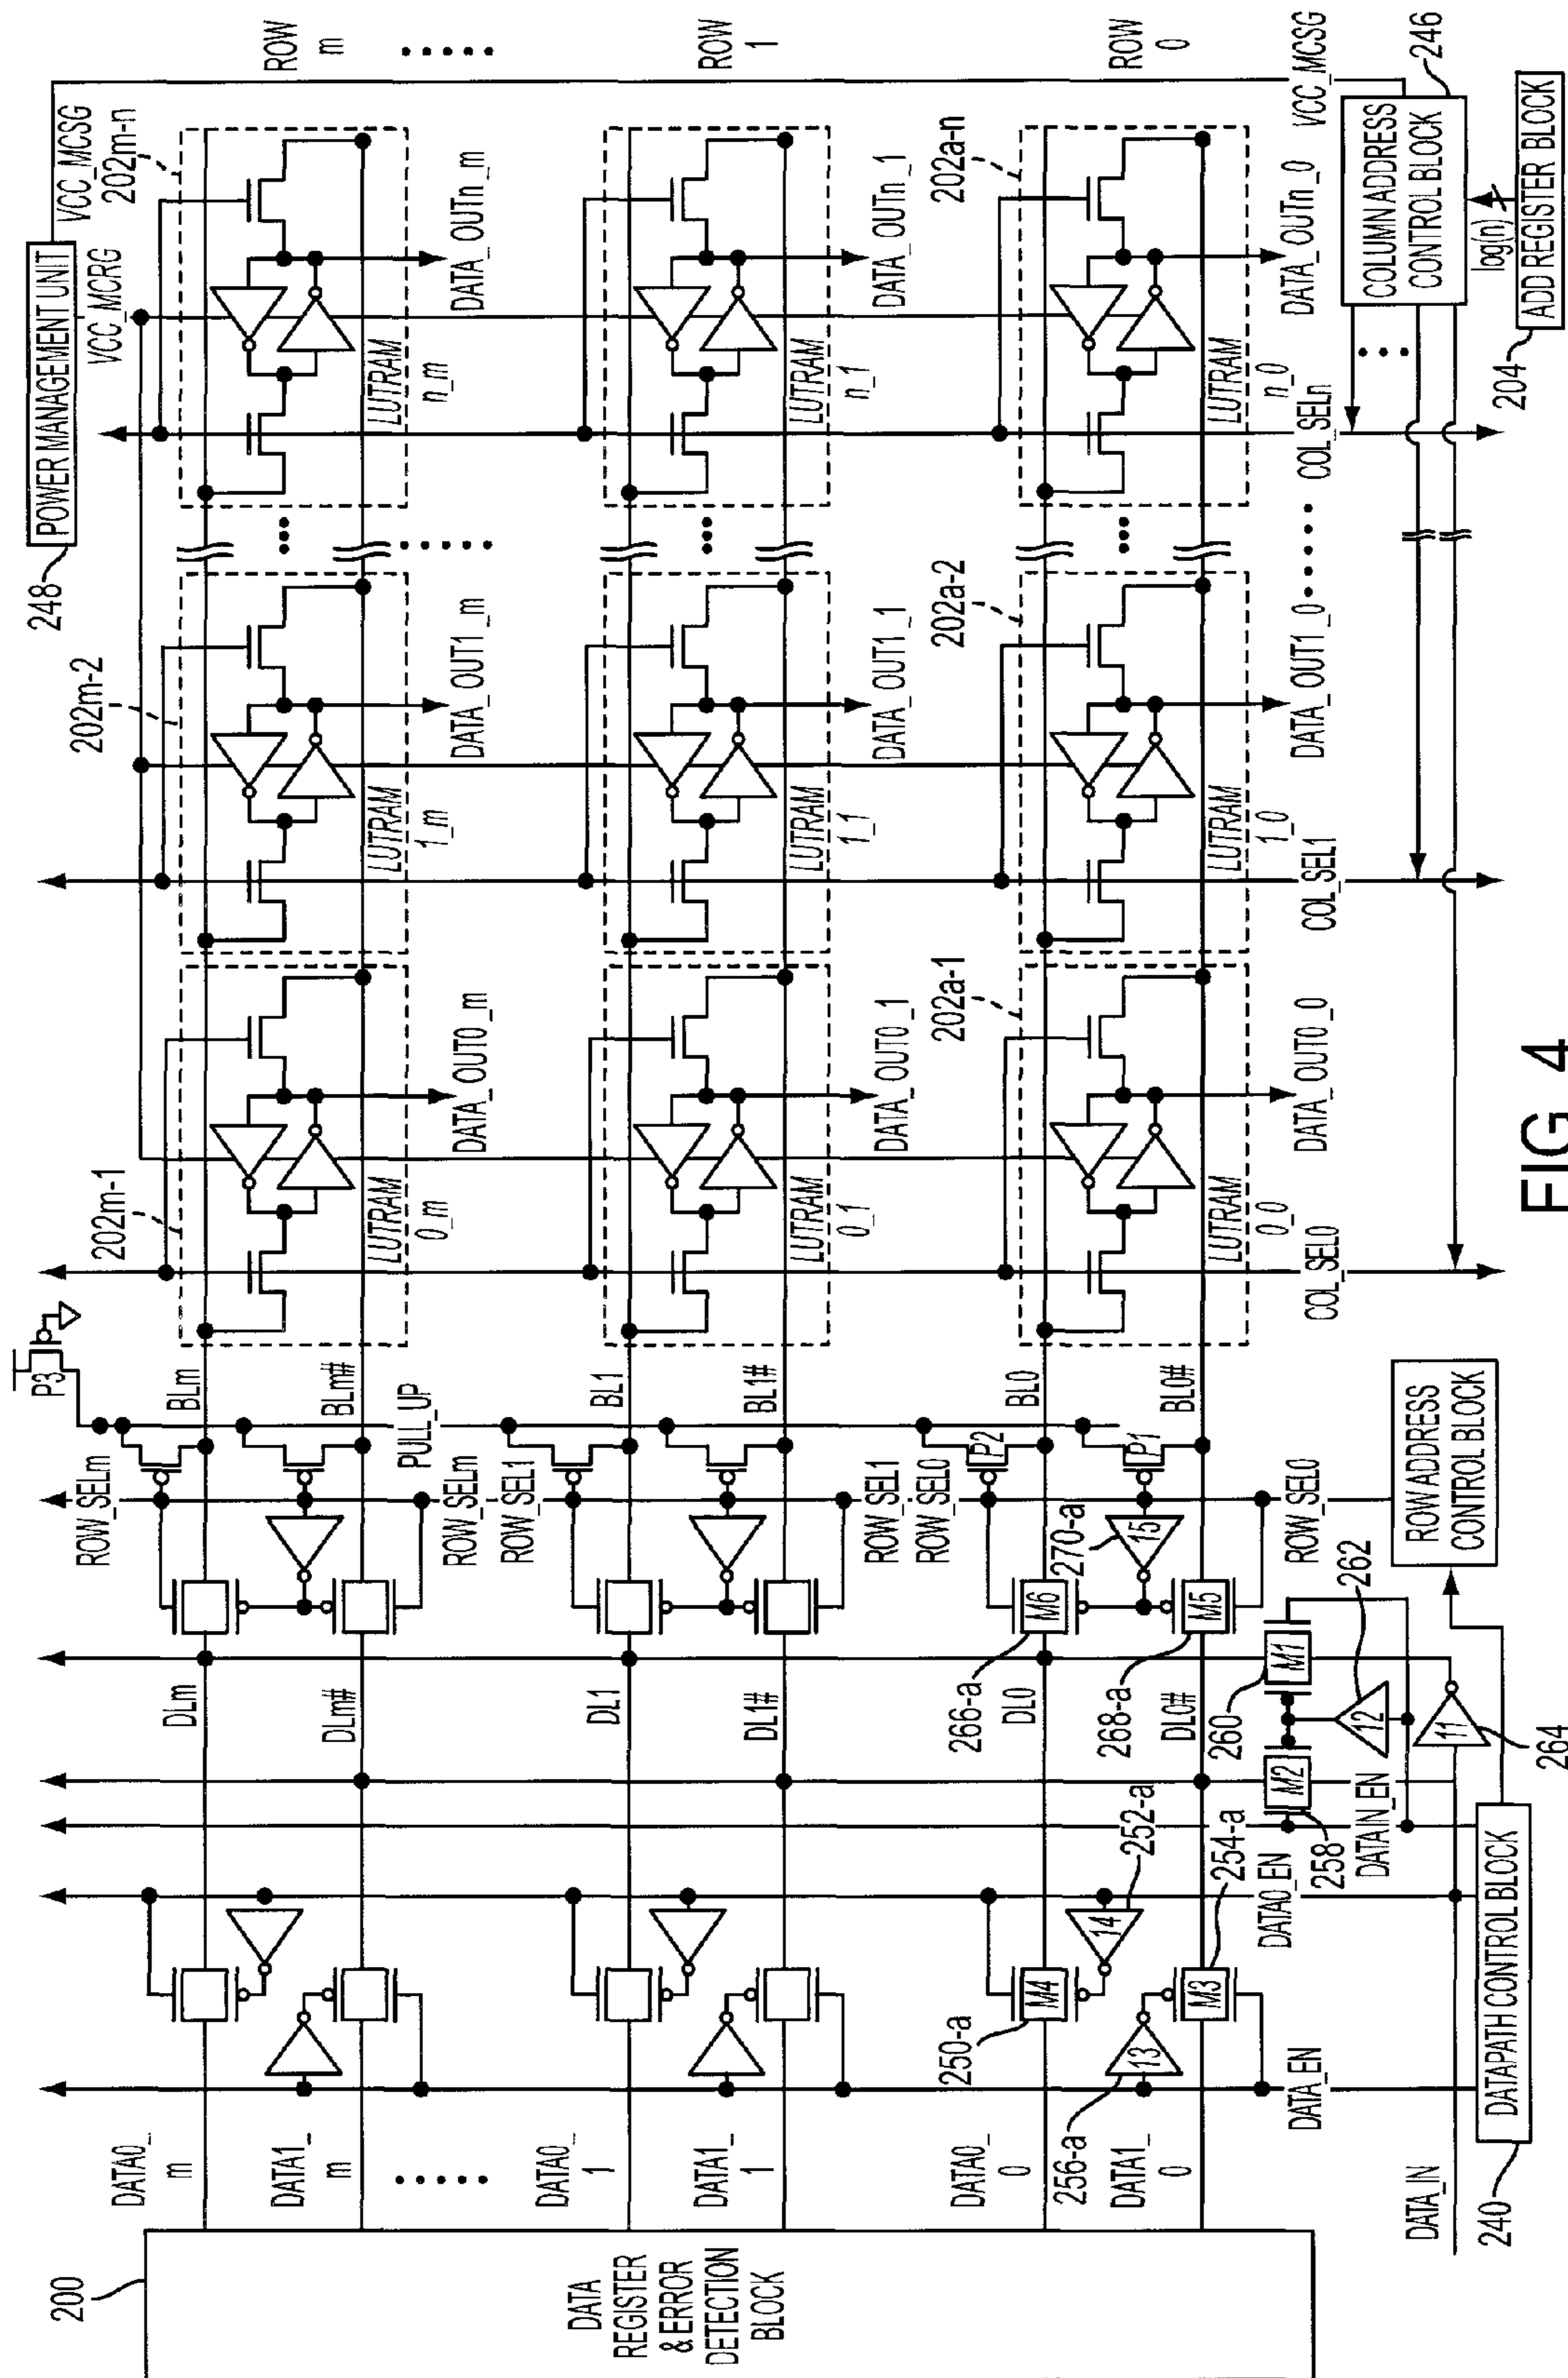 248
POWER MANAGEMENT UNIT
VCC_MCSG
VCC_MCRG
202m-1
202m-2
202m-n
ROW
m
P3
ROW_SELm
BLm
BLm#
PULL_UP
ROW_SELm
DLm
DLm#
DATA0_
m
DATA1_
m
LUTRAM
0_m
DATA_OUT0_m
LUTRAM
1_m
DATA_OUT1_m
LUTRAM
n_m
DATA_OUTn_m
200
DATA
REGISTER
& ERROR
DETECTION
BLOCK
DATA0_
1
DATA1_
1
DL1
DL1#
ROW_SEL1
BL1
BL1#
ROW_SEL1
LUTRAM
0_1
DATA_OUT0_1
LUTRAM
1_1
DATA_OUT1_1
LUTRAM
n_1
DATA_OUTn_1
ROW
1
DATA0_
0
DATA1_
0
250-a
M4
14
252-a
256-a
13
M3
254-a
266-a
DL0
268-a
DL0#
M6
270-a
15
M5
ROW_SEL0
BL0
P2
P1
BL0#
ROW_SEL0
202a-1
LUTRAM
0_0
DATA_OUT0_0
202a-2
LUTRAM
1_0
DATA_OUT1_0
202a-n
LUTRAM
n_0
DATA_OUTn_0
ROW
0
VCC_MCSG
DATA_EN
DATA0_EN
258
M2
DATAIN_EN
260
M1
12
262
11
264
COL_SEL0
COL_SEL1
COL_SELn
DATA_IN
240
DATAPATH CONTROL BLOCK
ROW ADDRESS
CONTROL BLOCK
COLUMN ADDRESS
CONTROL BLOCK
246
log(n)
204
ADD REGISTER BLOCK
FIG. 4